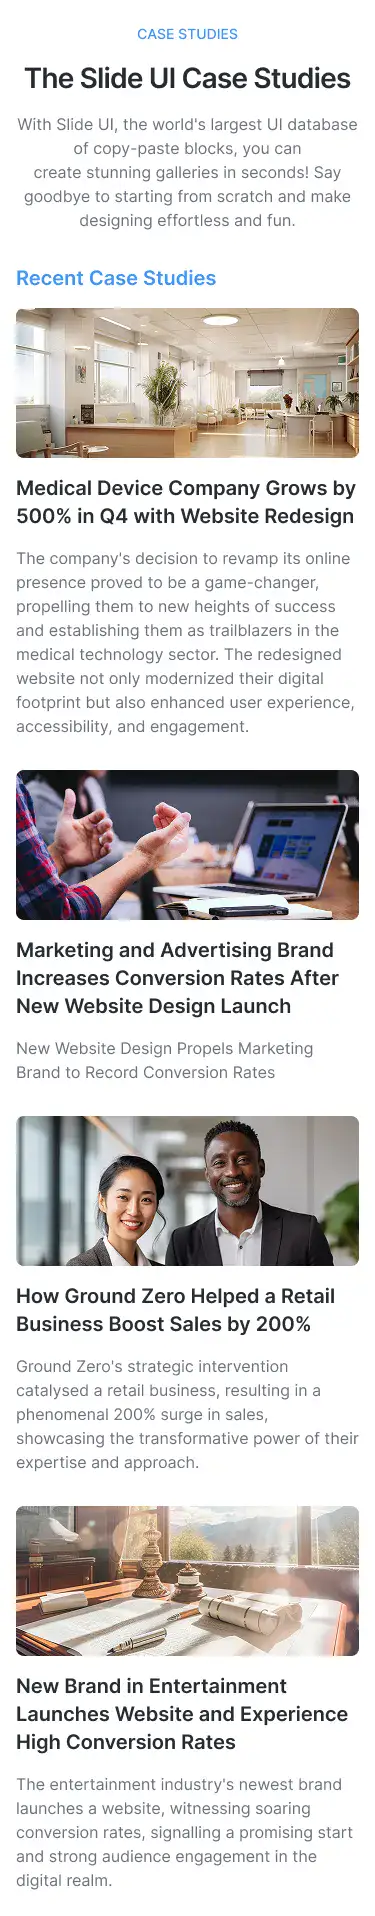 CASE STUDIES
The Slide UI Case Studies
With Slide UI, the world's largest UI database
of copy-paste blocks, you can
create stunning galleries in seconds! Say
goodbye to starting from scratch and make
designing effortless and fun.
Recent Case Studies
Medical Device Company Grows by
500% in Q4 with Website Redesign
The company's decision to revamp its online
presence proved to be a game-changer,
propelling them to new heights of success
and establishing them as trailblazers in the
medical technology sector. The redesigned
website not only modernized their digital
footprint but also enhanced user experience,
accessibility, and engagement.
Marketing and Advertising Brand
Increases Conversion Rates After
New Website Design Launch
New Website Design Propels Marketing
Brand to Record Conversion Rates
How Ground Zero Helped a Retail
Business Boost Sales by 200%
Ground Zero's strategic intervention
catalysed a retail business, resulting in a
phenomenal 200% surge in sales,
showcasing the transformative power of their
expertise and approach.
New Brand in Entertainment
Launches Website and Experience
High Conversion Rates
The entertainment industry's newest brand
launches a website, witnessing soaring
conversion rates, signalling a promising start
and strong audience engagement in the
digital realm.